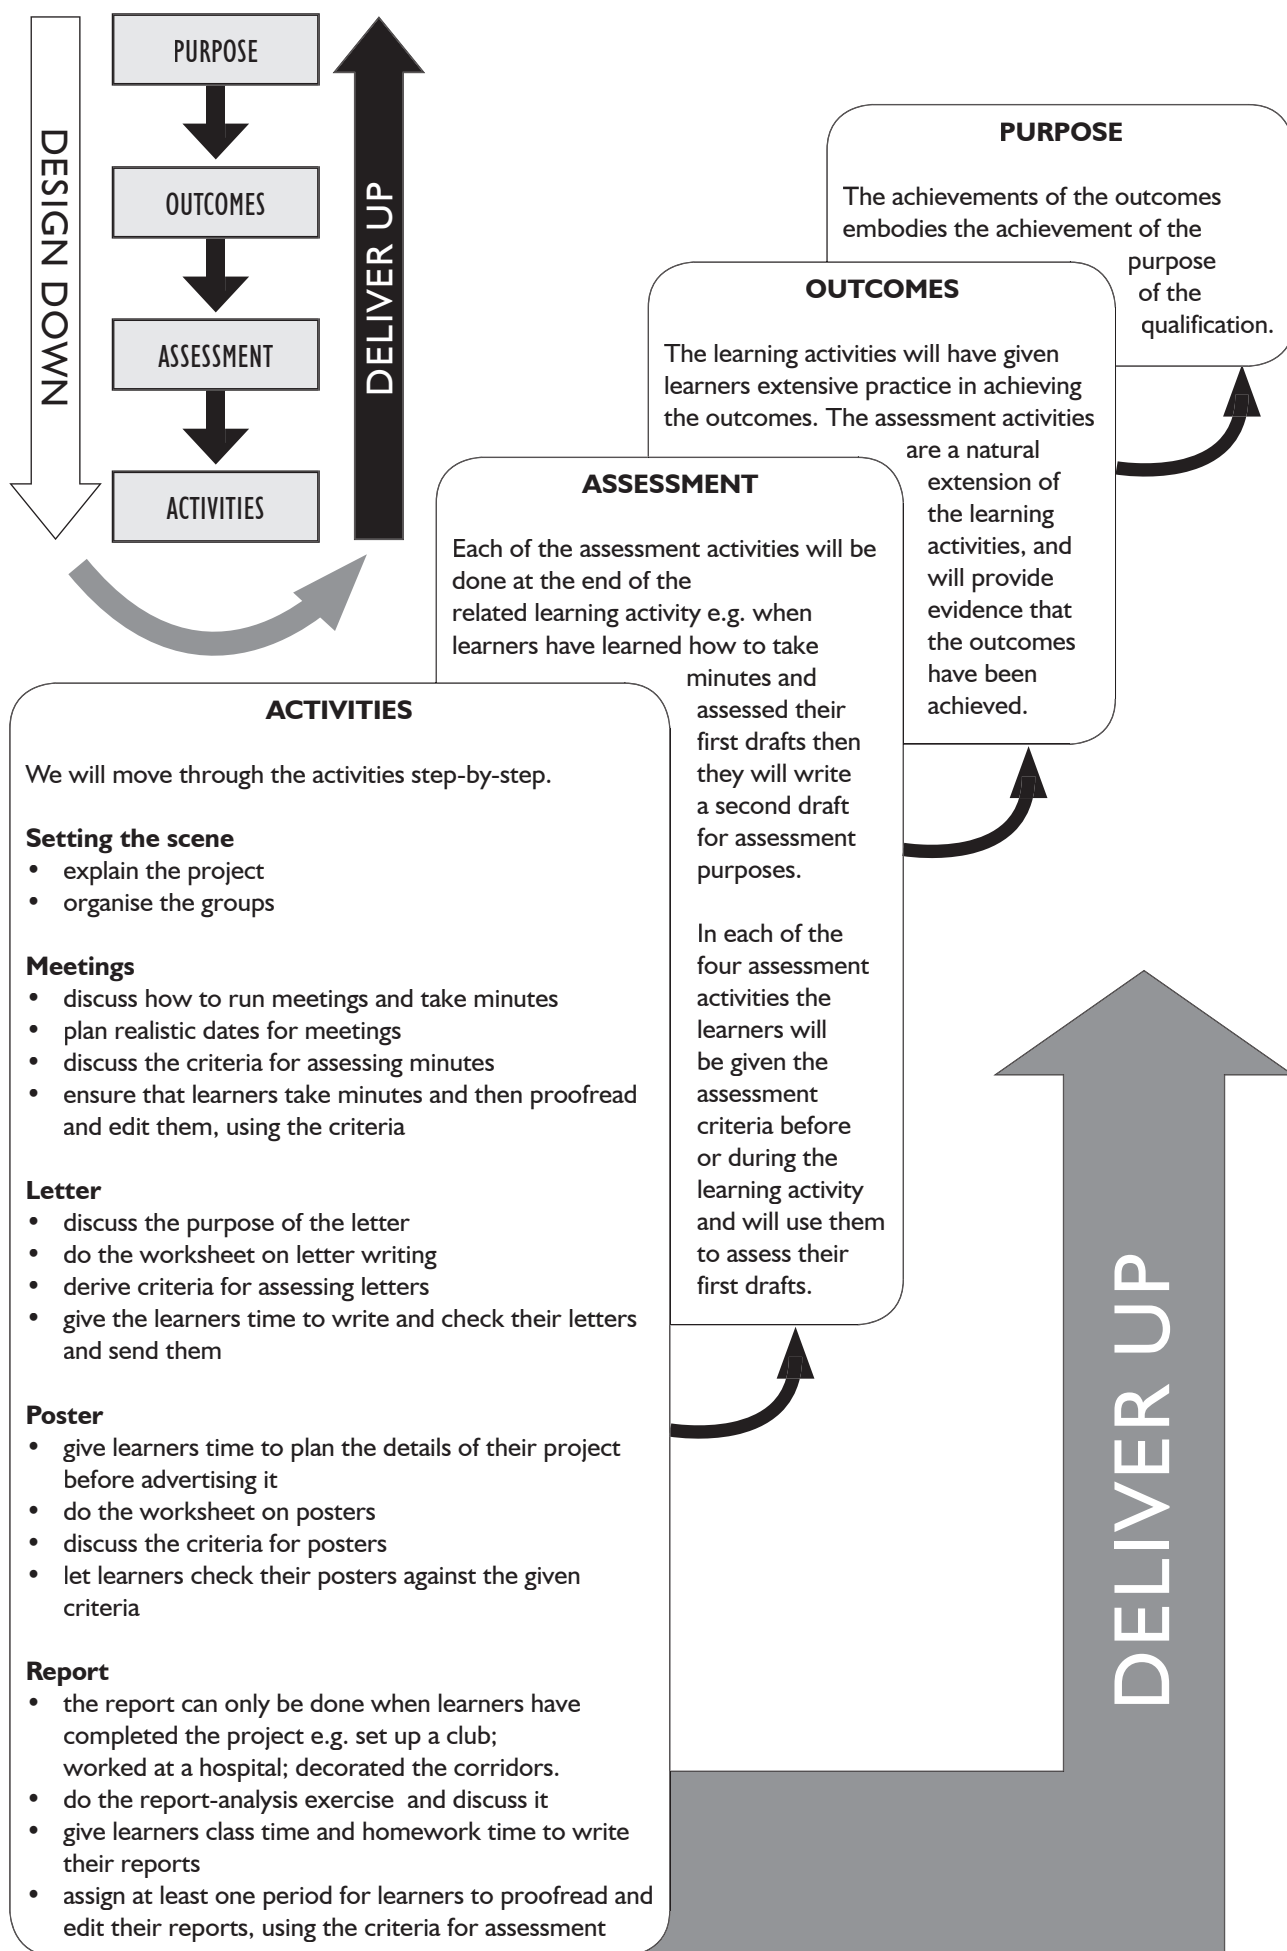 DESIGN DOWN
PURPOSE
OUTCOMES
ASSESSMENT
ACTIVITIES
DELIVER UP
PURPOSE
The achievements of the outcomes
embodies the achievement of the
purpose
of the
qualification.
OUTCOMES
The learning activities will have given
learners extensive practice in achieving
the outcomes. The assessment activities
are a natural
extension of
the learning
activities, and
will provide
evidence that
the outcomes
have been
achieved.
ASSESSMENT
Each of the assessment activities will be
done at the end of the
related learning activity e.g. when
learners have learned how to take
minutes and
assessed their
first drafts then
they will write
a second draft
for assessment
purposes.
In each of the
four assessment
activities the
learners will
be given the
assessment
criteria before
or during the
learning activity
and will use them
to assess their
first drafts.
ACTIVITIES
We will move through the activities step-by-step.
Setting the scene
• explain the project
• organise the groups
Meetings
• discuss how to run meetings and take minutes
• plan realistic dates for meetings
• discuss the criteria for assessing minutes
• ensure that learners take minutes and then proofread
and edit them, using the criteria
Letter
• discuss the purpose of the letter
• do the worksheet on letter writing
• derive criteria for assessing letters
• give the learners time to write and check their letters
and send them
Poster
• give learners time to plan the details of their project
before advertising it
• do the worksheet on posters
• discuss the criteria for posters
• let learners check their posters against the given
criteria
Report
• the report can only be done when learners have
completed the project e.g. set up a club;
worked at a hospital; decorated the corridors.
• do the report-analysis exercise and discuss it
• give learners class time and homework time to write
their reports
• assign at least one period for learners to proofread and
edit their reports, using the criteria for assessment
DELIVER UP